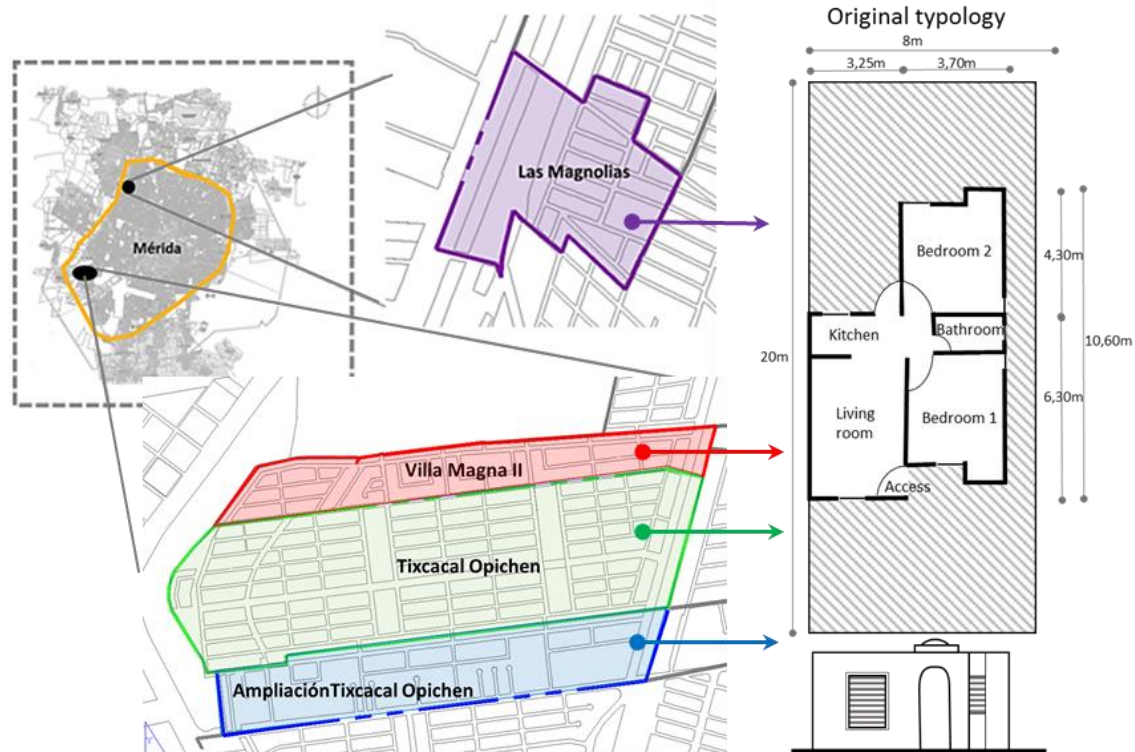 Original typology
8m
3,25m
3,70m
Mérida
Las Magnolias
Bedroom 2
4,30m
Kitchen
Bathroom
10,60m
20m
6,30m
Living
room
Bedroom 1
Access
Villa Magna II
Tixcacal Opichen
AmpliaciónTixcacal Opichen